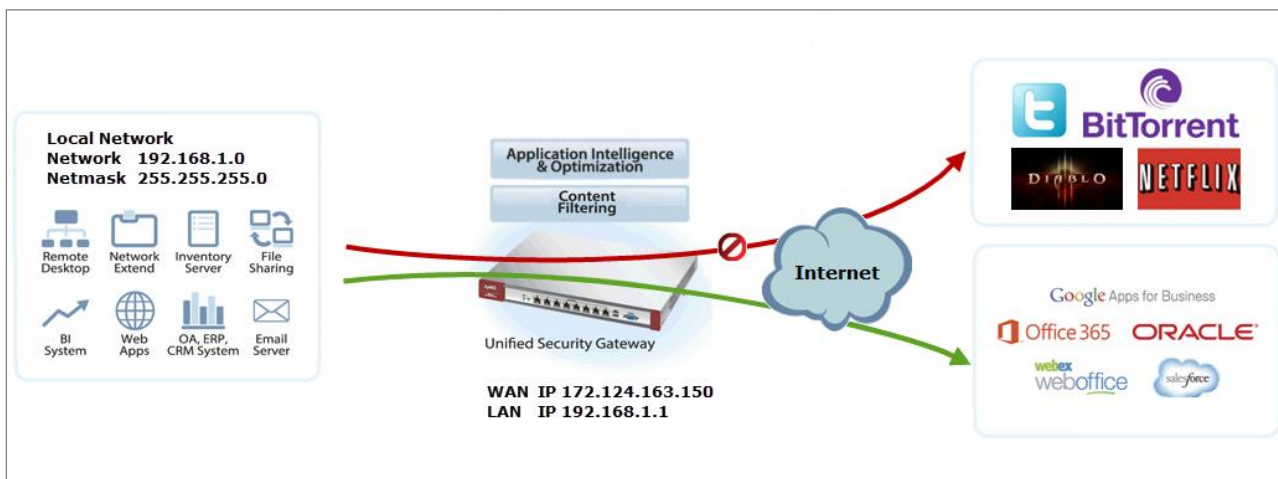 Local Network
Network 192.168.1.0
Netmask 255.255.255.0
Remote
Desktop
Network
Extend
Inventory
Server
File
Sharing
BI
System
Web
Apps
OA, ERP,
CRM System
Email
Server
Application Intelligence
& Optimization
Content
Filtering
ZyXEL
Unified Security Gateway
WAN IP 172.124.163.150
LAN IP 192.168.1.1
Internet
BitTorrent
DIABLO
NETFLIX
Google Apps for Business
Office 365
ORACLE
webex
weboffice
salesforce